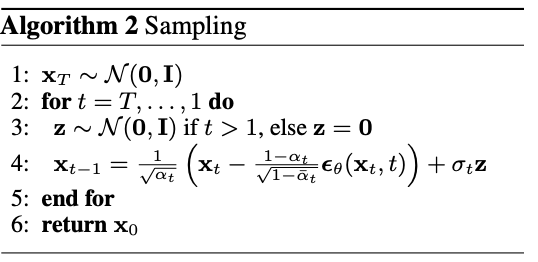 Algorithm 2 Sampling
1: x_T ∼ 𝒩(0, I)
2: for t = T, . . . , 1 do
3: z ∼ 𝒩(0, I) if t > 1, else z = 0
4: x_{t−1} = 1/√α_t (x_t − (1−α_t)/√(1−ᾱ_t) ε_θ(x_t, t)) + σ_t z
5: end for
6: return x_0